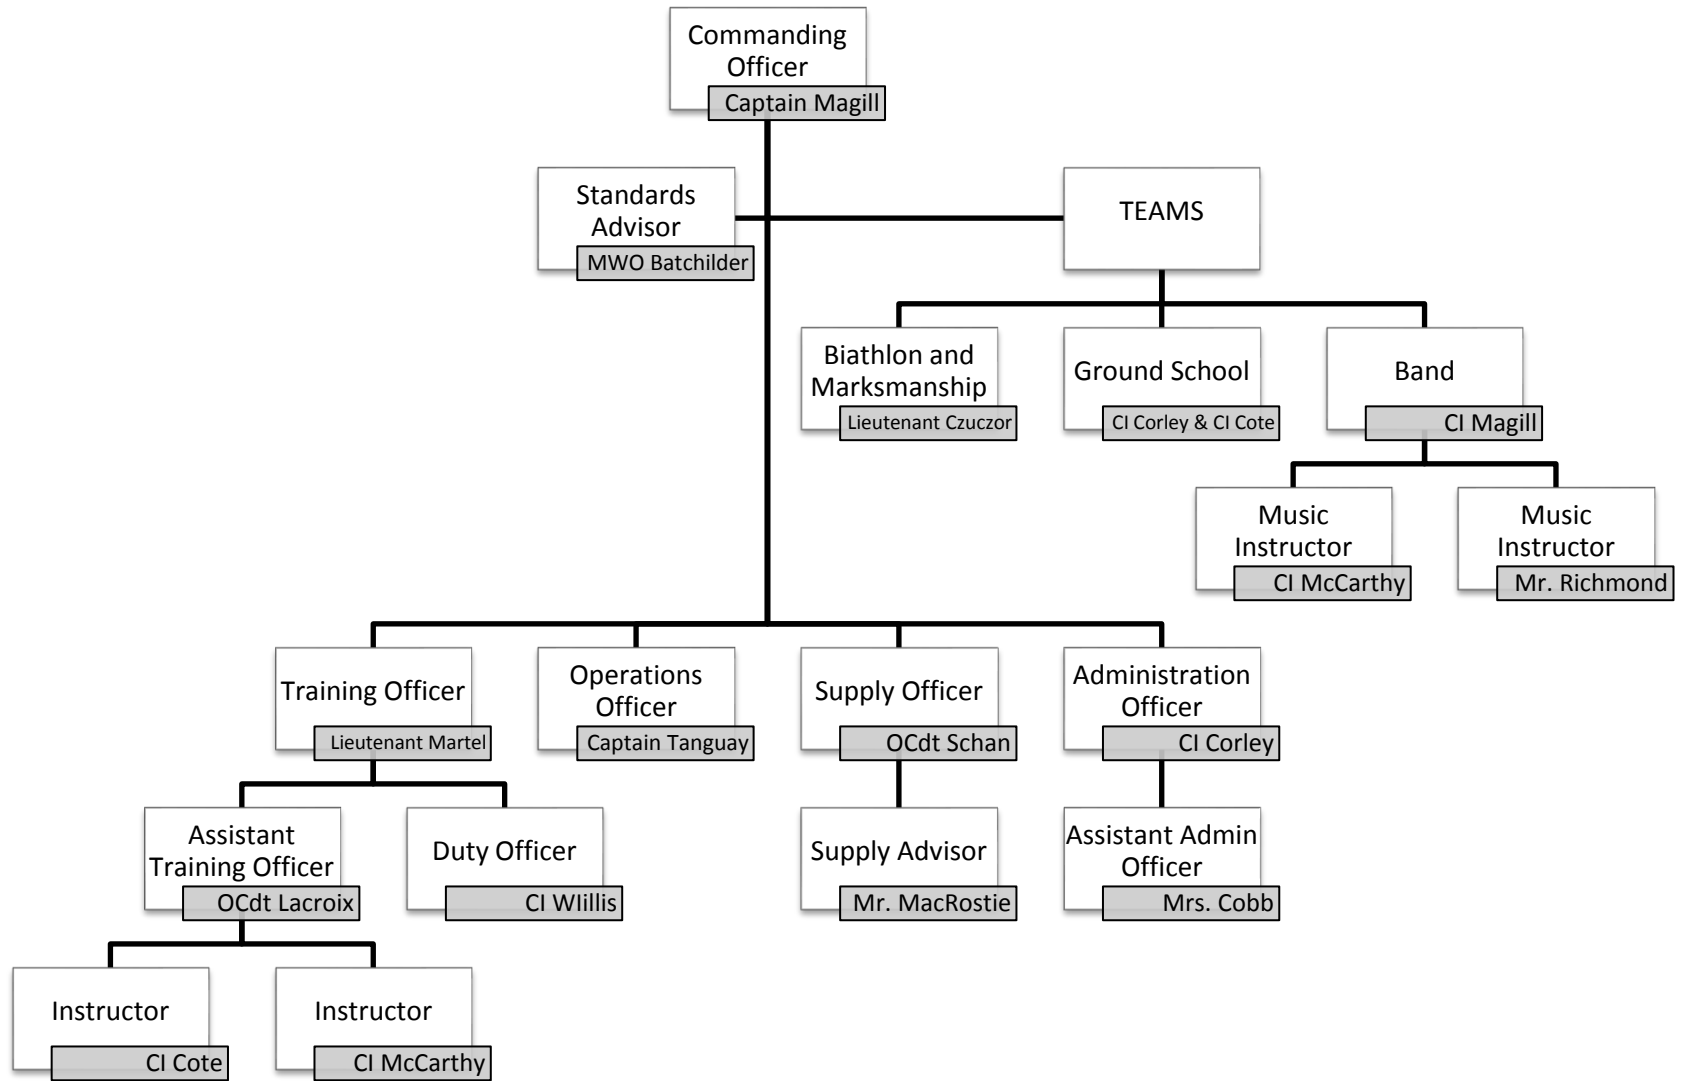 Commanding
Officer
Captain Magill
Standards
Advisor
MWO Batchilder
TEAMS
Biathlon and
Marksmanship
Lieutenant Czuczor
Ground School
CI Corley & CI Cote
Band
CI Magill
Music
Instructor
CI McCarthy
Music
Instructor
Mr. Richmond
Training Officer
Lieutenant Martel
Operations
Officer
Captain Tanguay
Supply Officer
OCdt Schan
Administration
Officer
CI Corley
Assistant
Training Officer
OCdt Lacroix
Duty Officer
CI WIillis
Supply Advisor
Mr. MacRostie
Assistant Admin
Officer
Mrs. Cobb
Instructor
CI Cote
Instructor
CI McCarthy